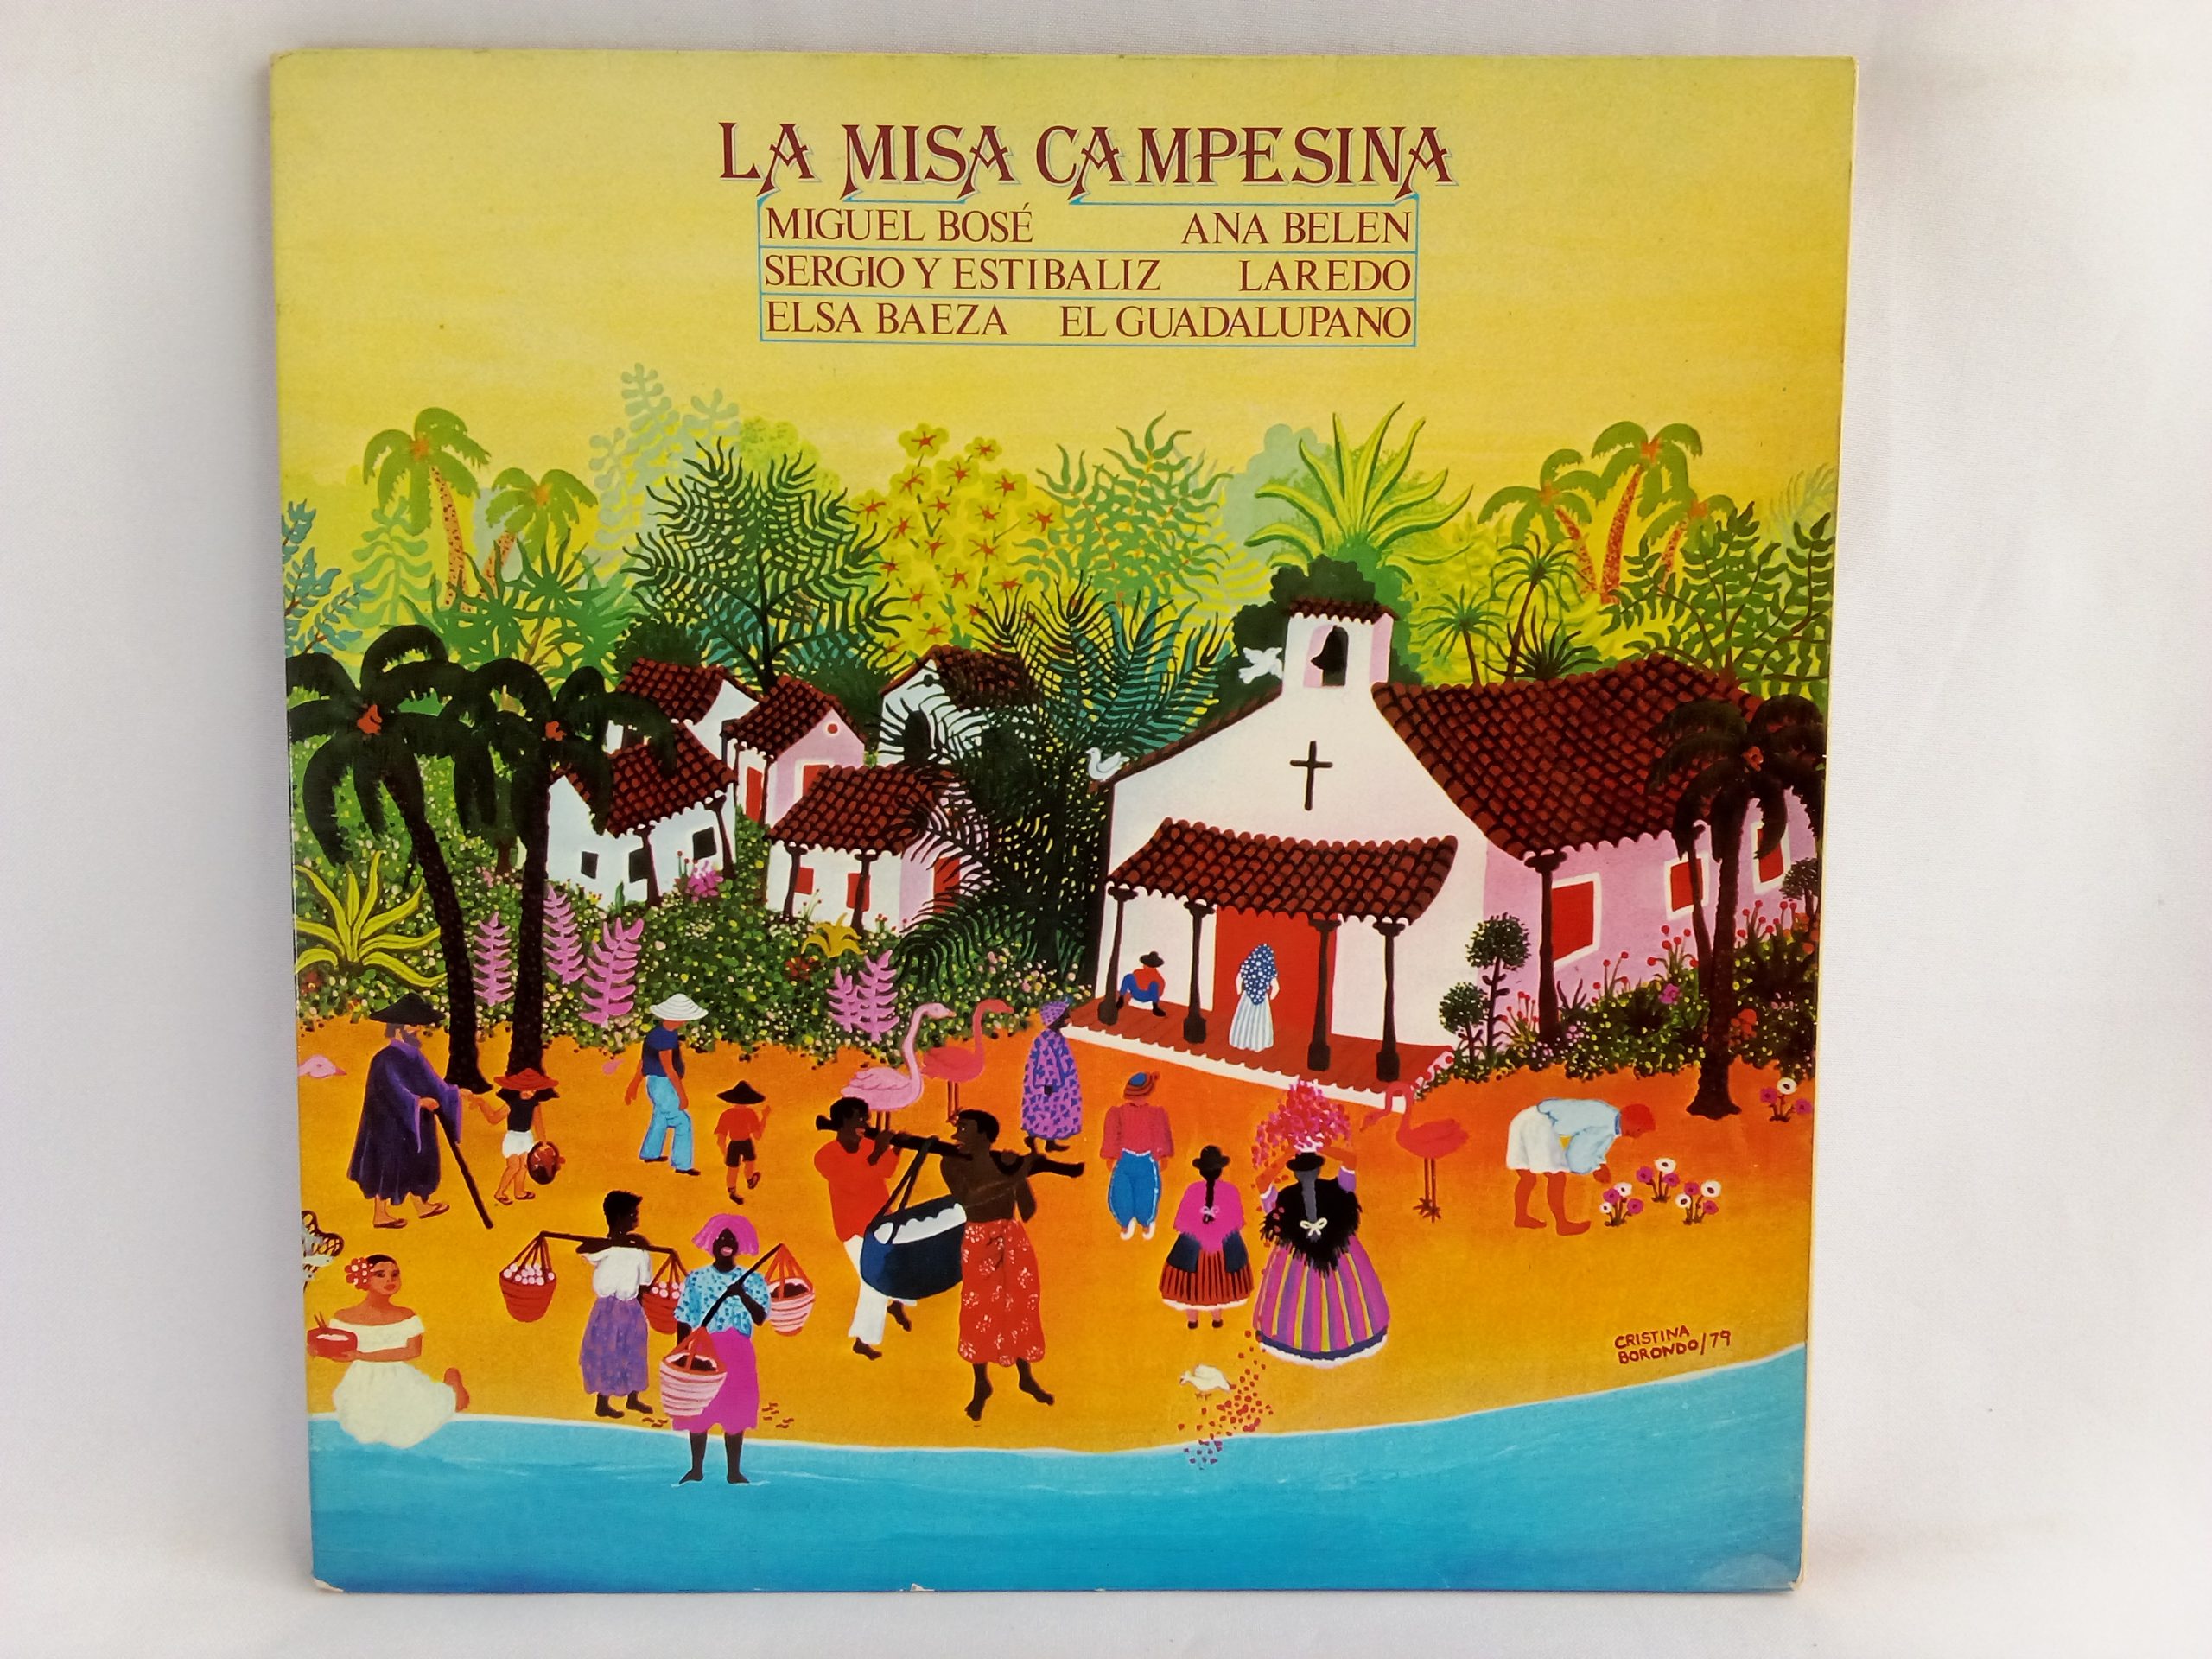 LA MISA CAMPESINA
MIGUEL BOSÉ ANA BELEN
SERGIO Y ESTIBALIZ LAREDO
ELSA BAEZA EL GUADALUPANO
CRISTINA
BORONDO/79